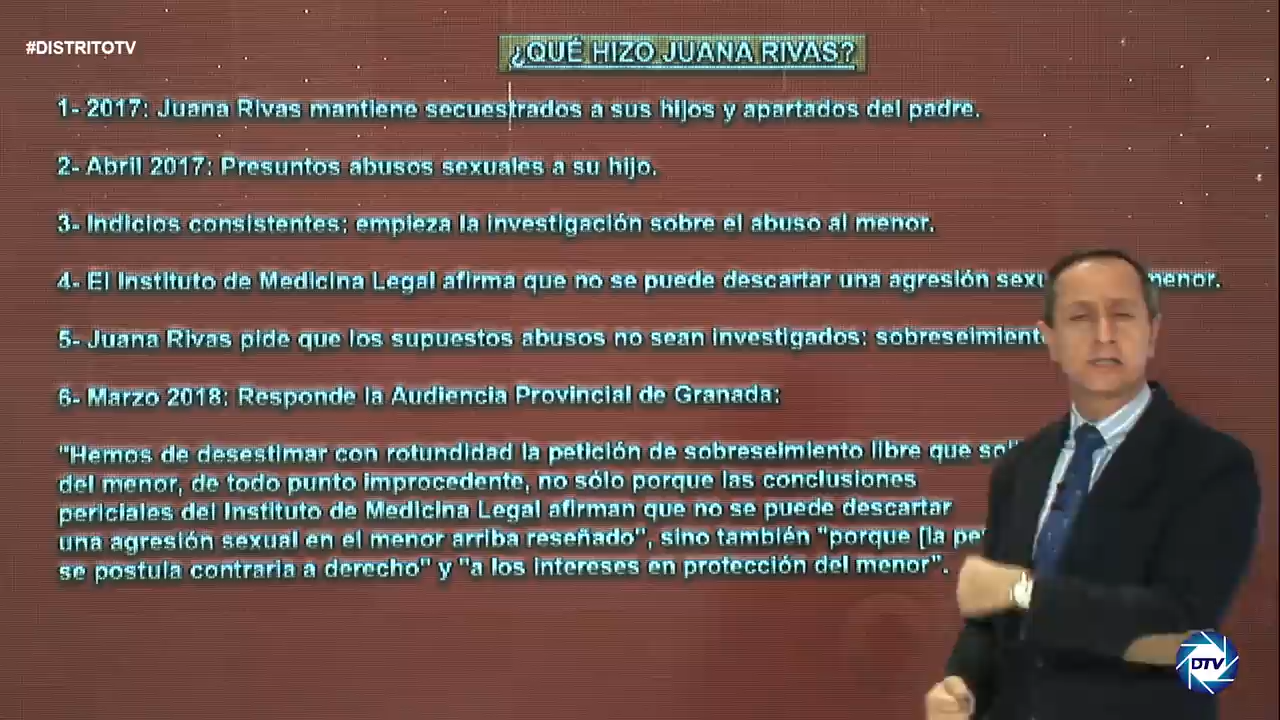 #DISTRITOTV
¿QUÉ HIZO JUANA RIVAS?
1- 2017: Juana Rivas mantiene secuestrados a sus hijos y apartados del padre.
2- Abril 2017: Presuntos abusos sexuales a su hijo.
3- Indicios consistentes: empieza la investigación sobre el abuso al menor.
4- El Instituto de Medicina Legal afirma que no se puede descartar una agresión menor.
5- Juana Rivas pide que los supuestos abusos no sean investigados:
6- Marzo 2018: Responde la Audiencia Provincial de Granada:
"Hemos de desestimar con rotundidad la petición de sobreseimiento libre que
del menor, de todo punto improcedente, no sólo porque las conclusiones
periciales del Instituto de Medicina Legal afirman que no se puede descartar
una agresión sexual en el menor arriba reseñado", sino también "porque [la
se postula contraria a derecho" y "a los intereses en protección del menor".
DTV